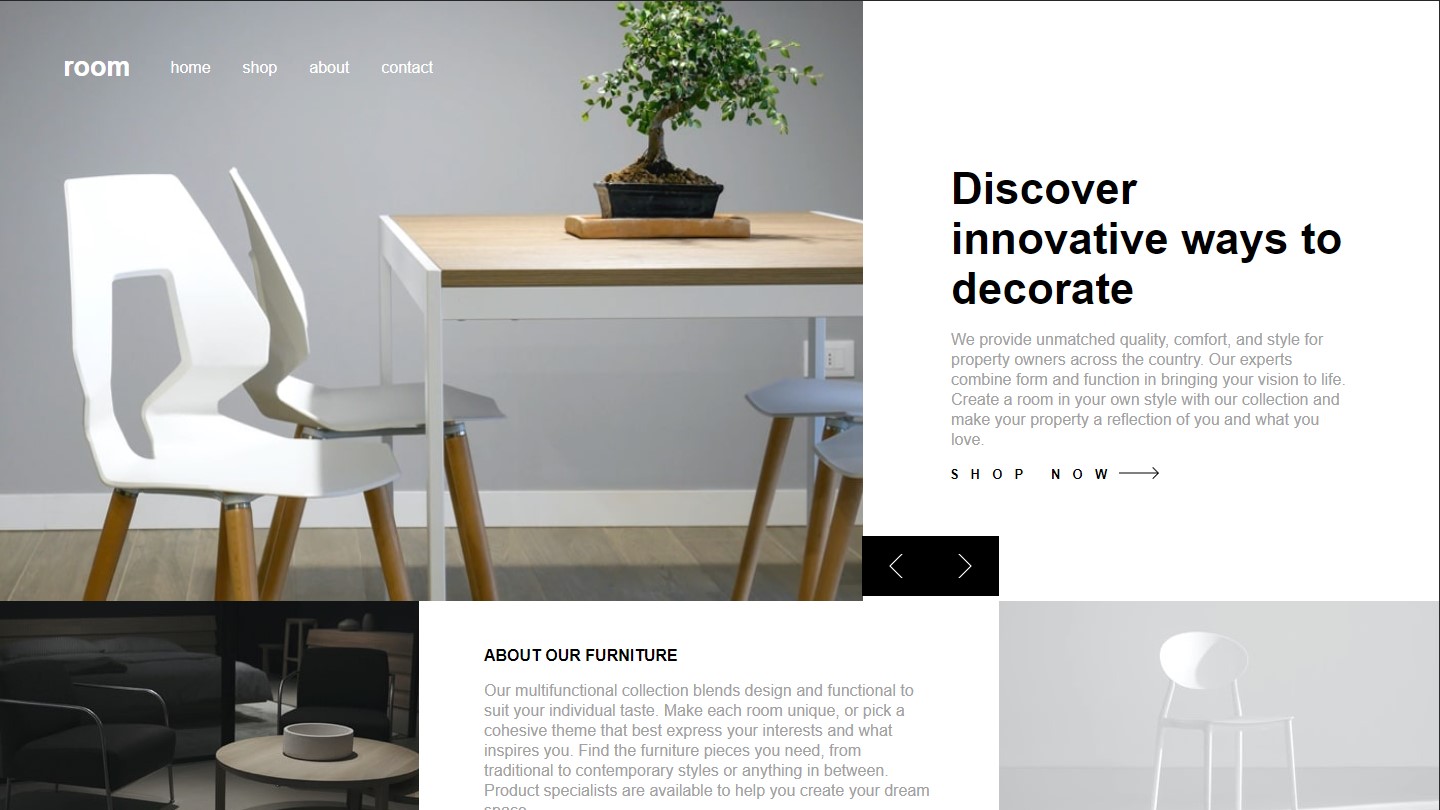 room home shop about contact
Discover
innovative ways to
decorate
We provide unmatched quality, comfort, and style for
property owners across the country. Our experts
combine form and function in bringing your vision to life.
Create a room in your own style with our collection and
make your property a reflection of you and what you
love.
SHOP NOW
ABOUT OUR FURNITURE
Our multifunctional collection blends design and functional to
suit your individual taste. Make each room unique, or pick a
cohesive theme that best express your interests and what
inspires you. Find the furniture pieces you need, from
traditional to contemporary styles or anything in between.
Product specialists are available to help you create your dream
space.